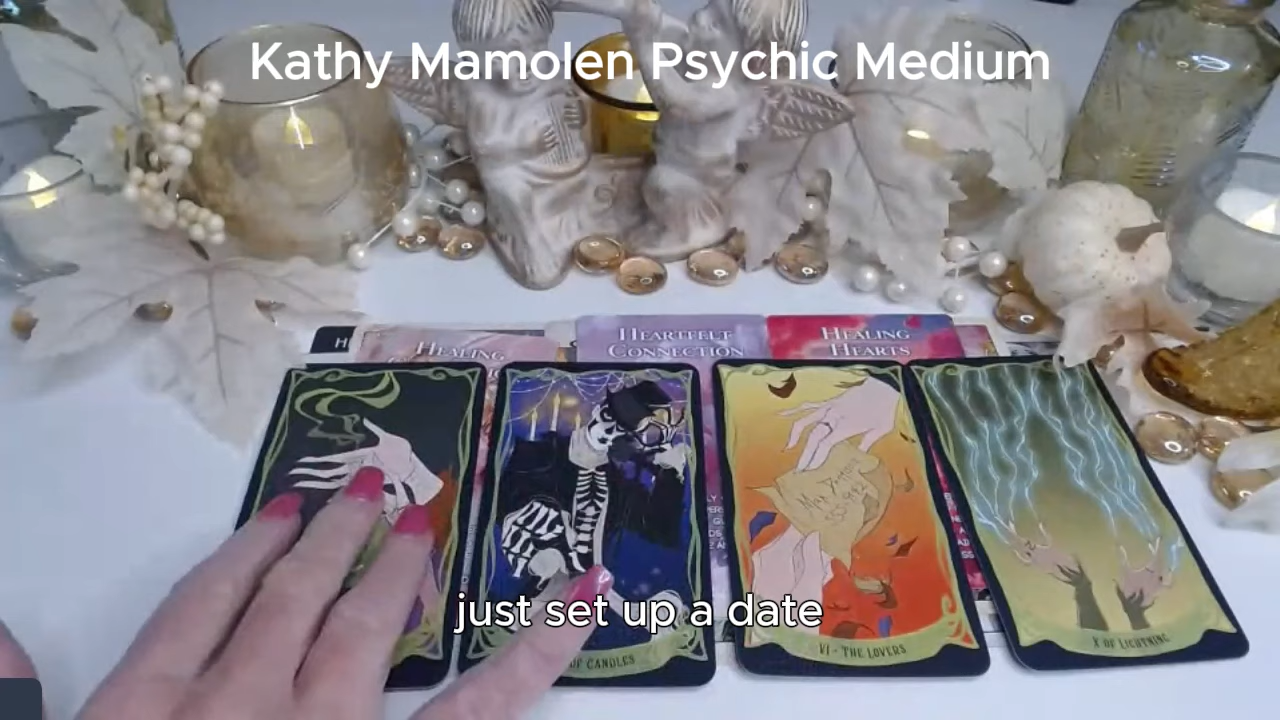 Kathy Mamolen Psychic Medium
HEALING
HEARTFELT
CONNECTION
HEALING
HEARTS
OF CANDLES
VI - THE LOVERS
X OF LIGHTNING
just set up a date